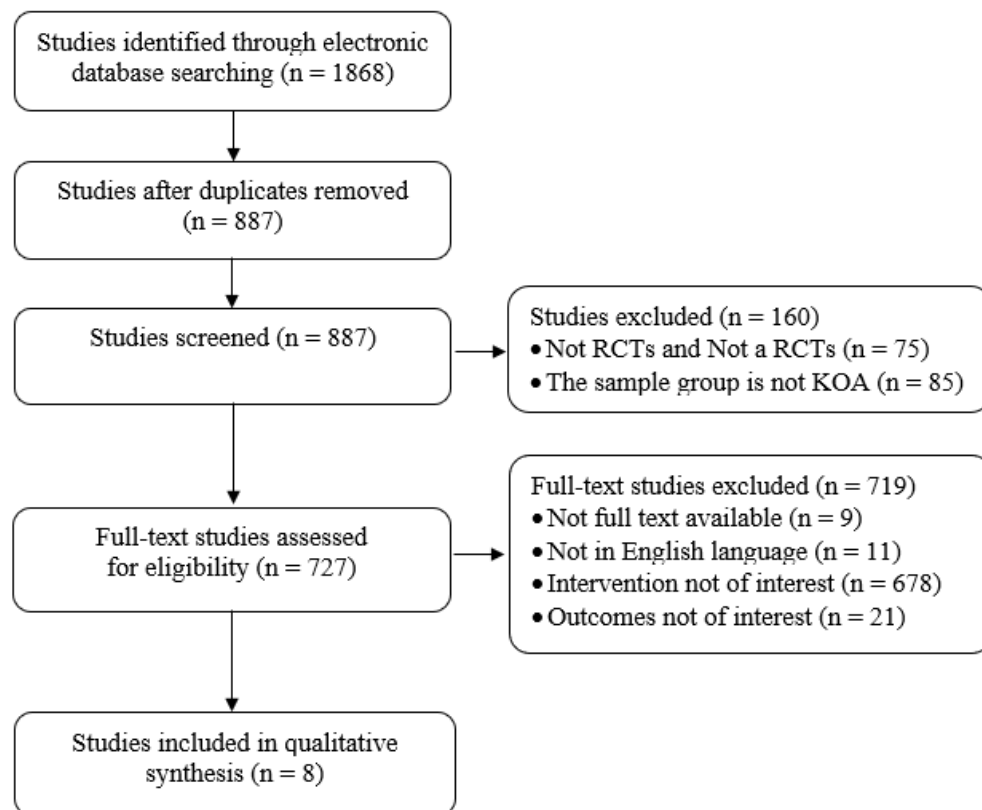 Studies identified through electronic
database searching (n = 1868)
Studies after duplicates removed
(n = 887)
Studies screened (n = 887)
Studies excluded (n = 160)
•Not RCTs and Not a RCTs (n = 75)
•The sample group is not KOA (n = 85)
Full-text studies assessed
for eligibility (n = 727)
Full-text studies excluded (n = 719)
•Not full text available (n = 9)
•Not in English language (n = 11)
•Intervention not of interest (n = 678)
•Outcomes not of interest (n = 21)
Studies included in qualitative
synthesis (n = 8)